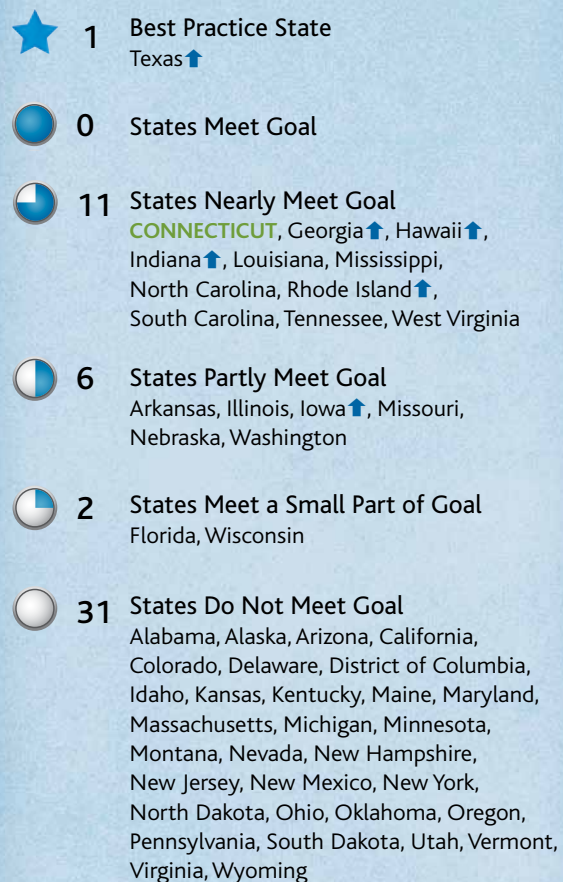 1 Best Practice State
Texas⬆
0 States Meet Goal
11 States Nearly Meet Goal
CONNECTICUT, Georgia⬆, Hawaii⬆,
Indiana⬆, Louisiana, Mississippi,
North Carolina, Rhode Island⬆,
South Carolina, Tennessee, West Virginia
6 States Partly Meet Goal
Arkansas, Illinois, Iowa⬆, Missouri,
Nebraska, Washington
2 States Meet a Small Part of Goal
Florida, Wisconsin
31 States Do Not Meet Goal
Alabama, Alaska, Arizona, California,
Colorado, Delaware, District of Columbia,
Idaho, Kansas, Kentucky, Maine, Maryland,
Massachusetts, Michigan, Minnesota,
Montana, Nevada, New Hampshire,
New Jersey, New Mexico, New York,
North Dakota, Ohio, Oklahoma, Oregon,
Pennsylvania, South Dakota, Utah, Vermont,
Virginia, Wyoming